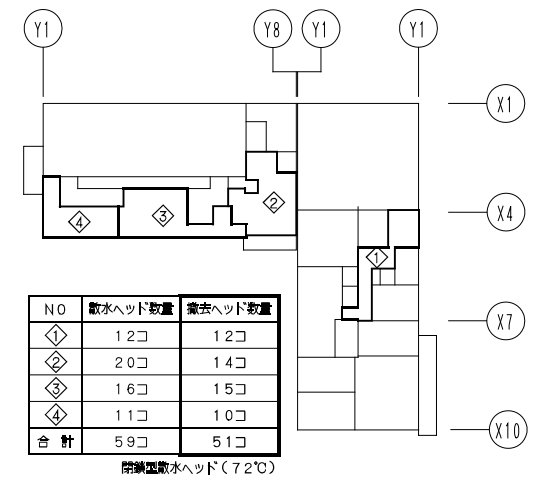 Y1 Y8 Y1 Y1
X1
X4
4 3 2
1
X7
X10
NO 散水ヘッド数量 撤去ヘッド数量
1 12コ 12コ
2 20コ 14コ
3 16コ 15コ
4 11コ 10コ
合計 59コ 51コ
閉鎖型散水ヘッド(72℃)